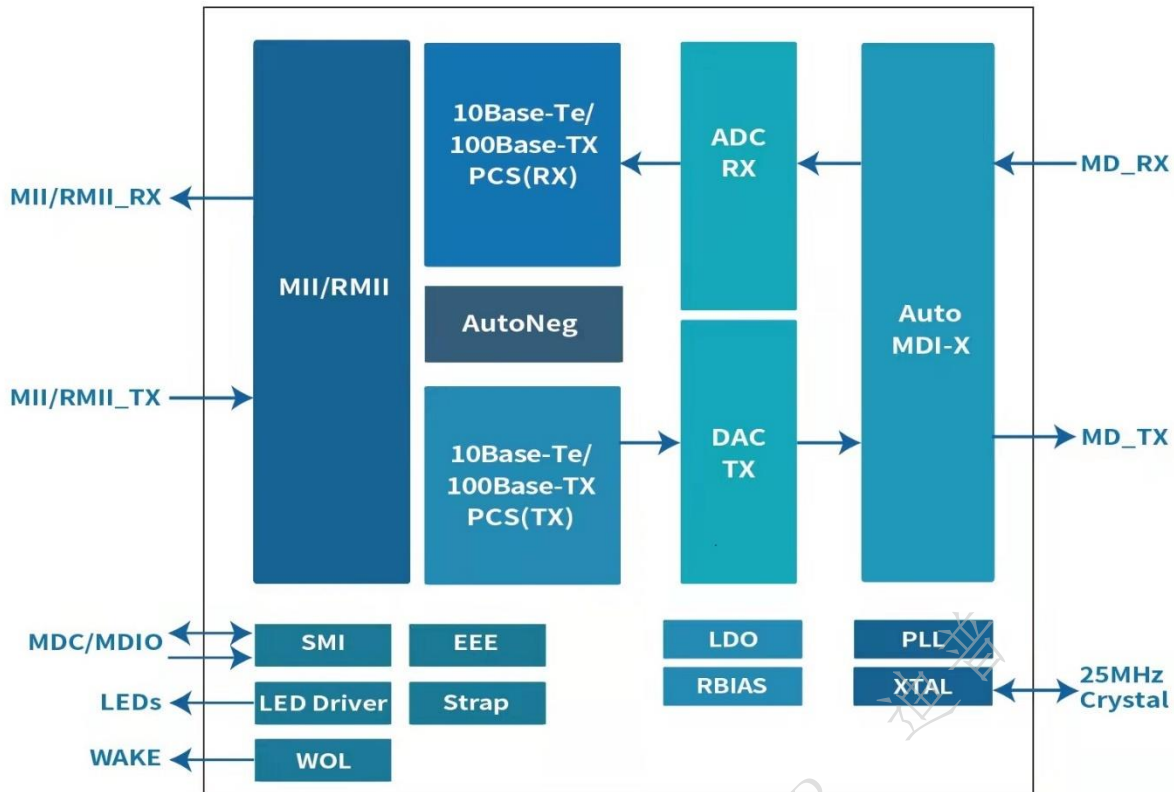 10Base-Te/
100Base-TX
PCS(RX)
ADC
RX
MD_RX
MII/RMII_RX
MII/RMII
AutoNeg
Auto
MDI-X
MII/RMII_TX
10Base-Te/
100Base-TX
PCS(TX)
DAC
TX
MD_TX
MDC/MDIO
SMI
EEE
LDO
PLL
LEDs
LED Driver
Strap
RBIAS
XTAL
25MHz
Crystal
WAKE
WOL